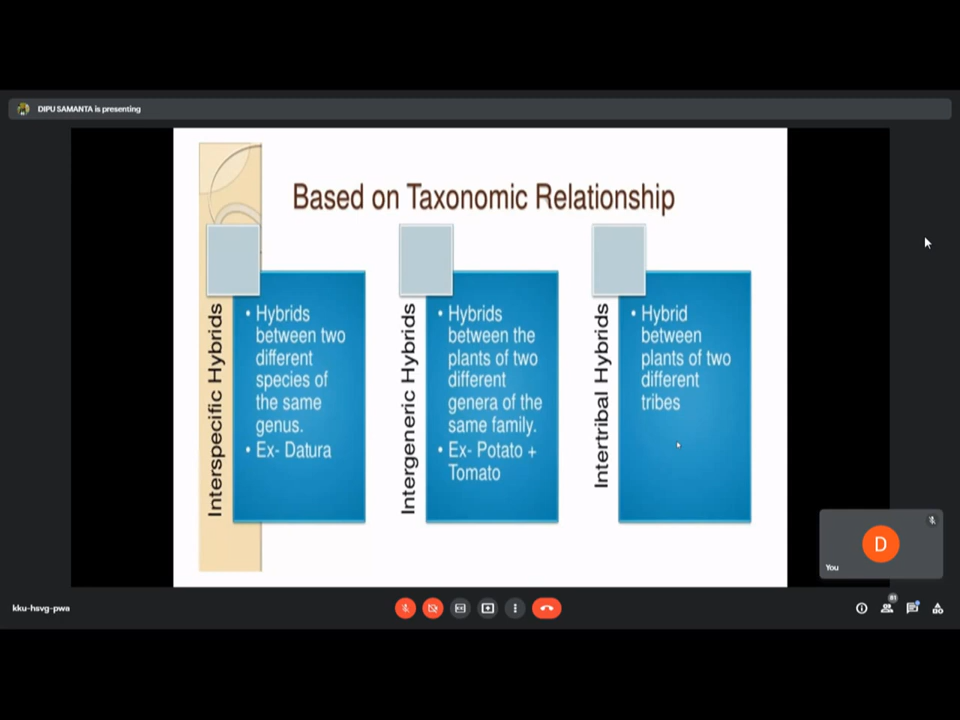 DIPU SAMANTA is presenting
Based on Taxonomic Relationship
Interspecific Hybrids
• Hybrids
between two
different
species of
the same
genus.
• Ex- Datura
Intergeneric Hybrids
• Hybrids
between the
plants of two
different
genera of the
same family.
• Ex- Potato +
Tomato
Intertribal Hybrids
• Hybrid
between
plants of two
different
tribes
D
You
kku-hsvg-pwa
81